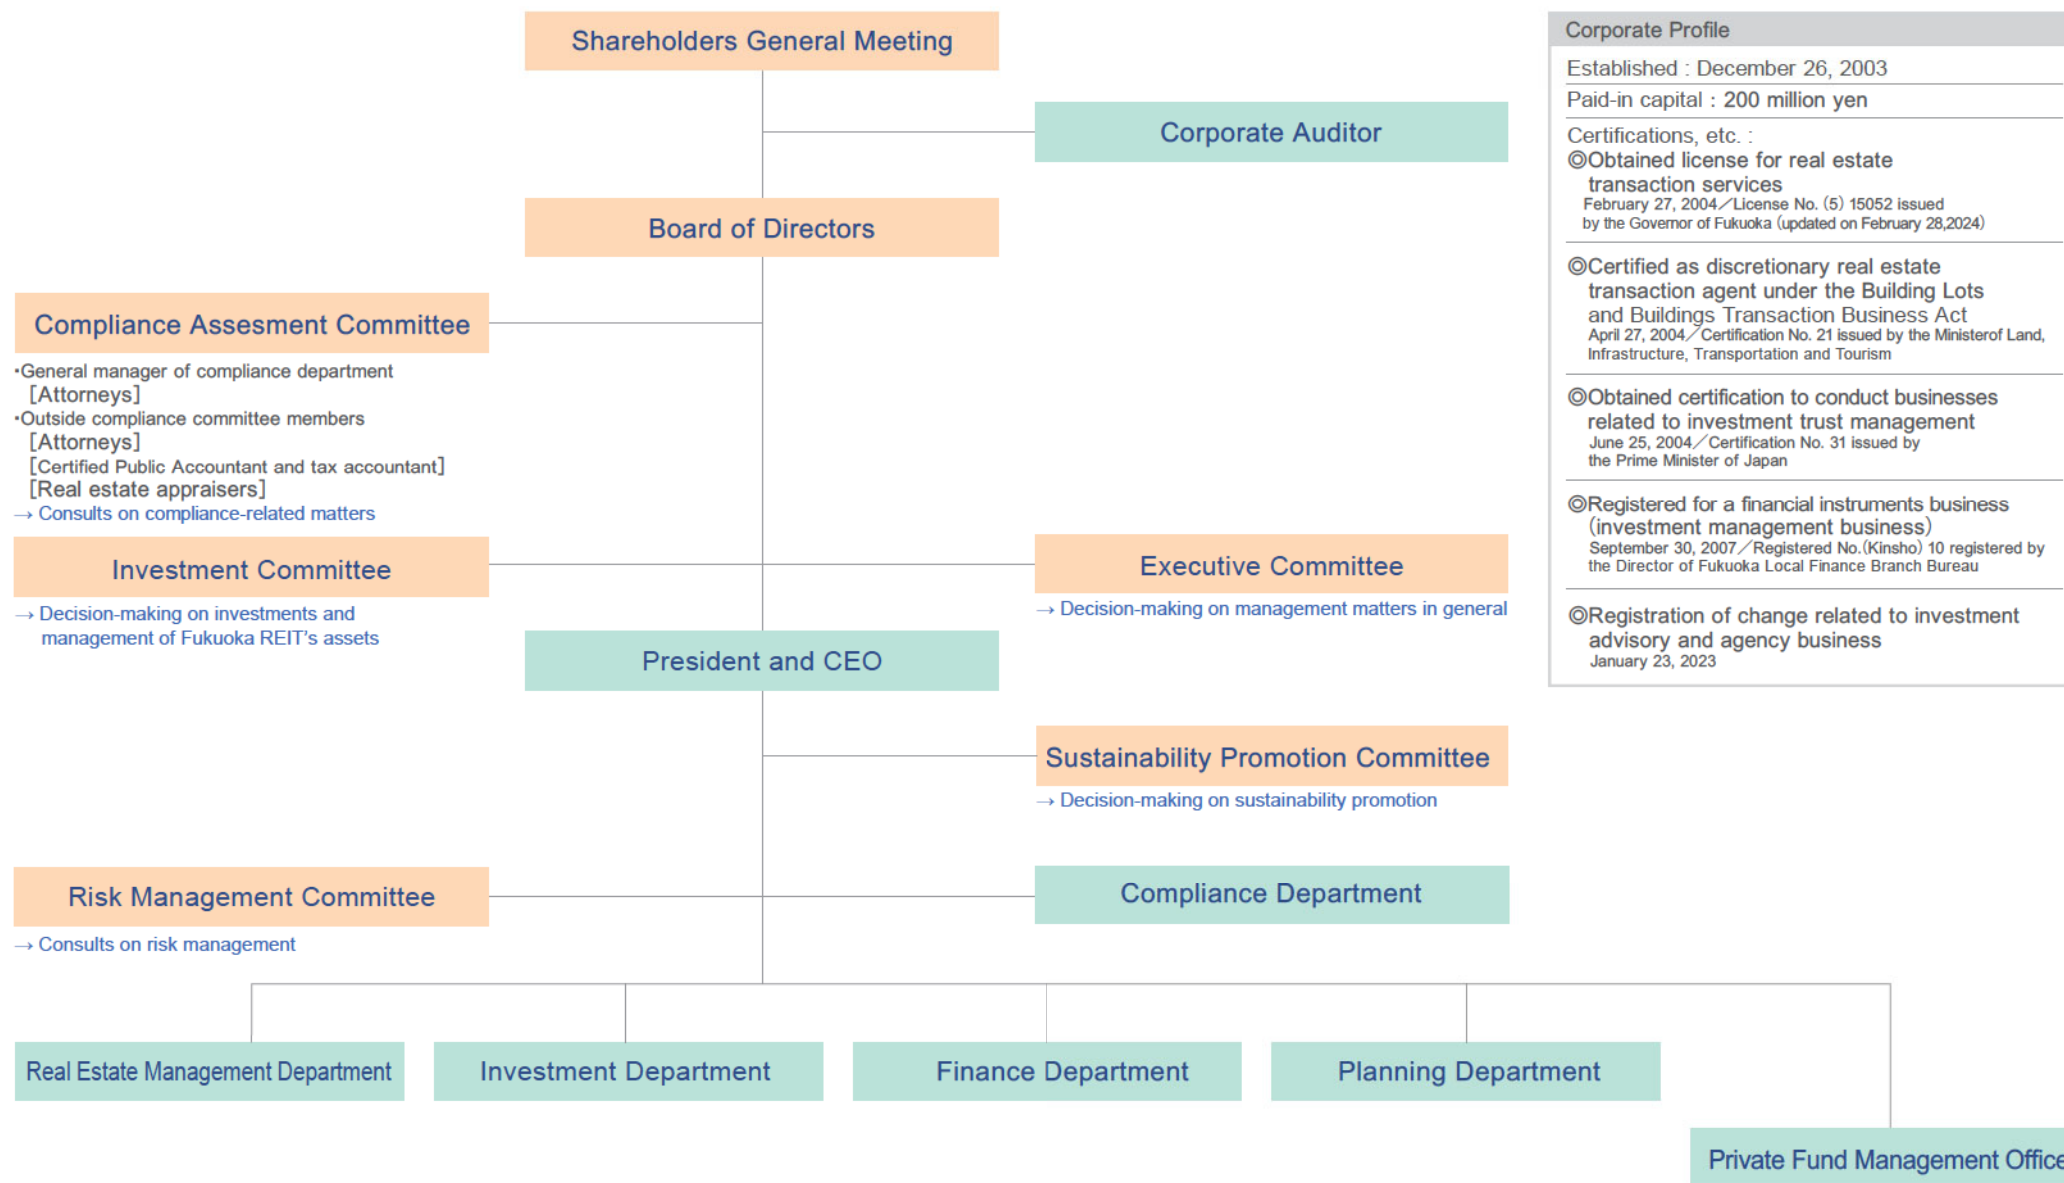 Shareholders General Meeting
Corporate Auditor
Board of Directors
Compliance Assesment Committee
・General manager of compliance department
[Attorneys]
・Outside compliance committee members
[Attorneys]
[Certified Public Accountant and tax accountant]
[Real estate appraisers]
→ Consults on compliance-related matters
Investment Committee
→ Decision-making on investments and
management of Fukuoka REIT's assets
Executive Committee
→ Decision-making on management matters in general
President and CEO
Sustainability Promotion Committee
→ Decision-making on sustainability promotion
Risk Management Committee
→ Consults on risk management
Compliance Department
Real Estate Management Department
Investment Department
Finance Department
Planning Department
Private Fund Management Office
Corporate Profile
Established : December 26, 2003
Paid-in capital : 200 million yen
Certifications, etc. :
◎Obtained license for real estate
transaction services
February 27, 2004／License No. (5) 15052 issued
by the Governor of Fukuoka (updated on February 28,2024)
◎Certified as discretionary real estate
transaction agent under the Building Lots
and Buildings Transaction Business Act
April 27, 2004／Certification No. 21 issued by the Ministerof Land,
Infrastructure, Transportation and Tourism
◎Obtained certification to conduct businesses
related to investment trust management
June 25, 2004／Certification No. 31 issued by
the Prime Minister of Japan
◎Registered for a financial instruments business
(investment management business)
September 30, 2007／Registered No.(Kinsho) 10 registered by
the Director of Fukuoka Local Finance Branch Bureau
◎Registration of change related to investment
advisory and agency business
January 23, 2023